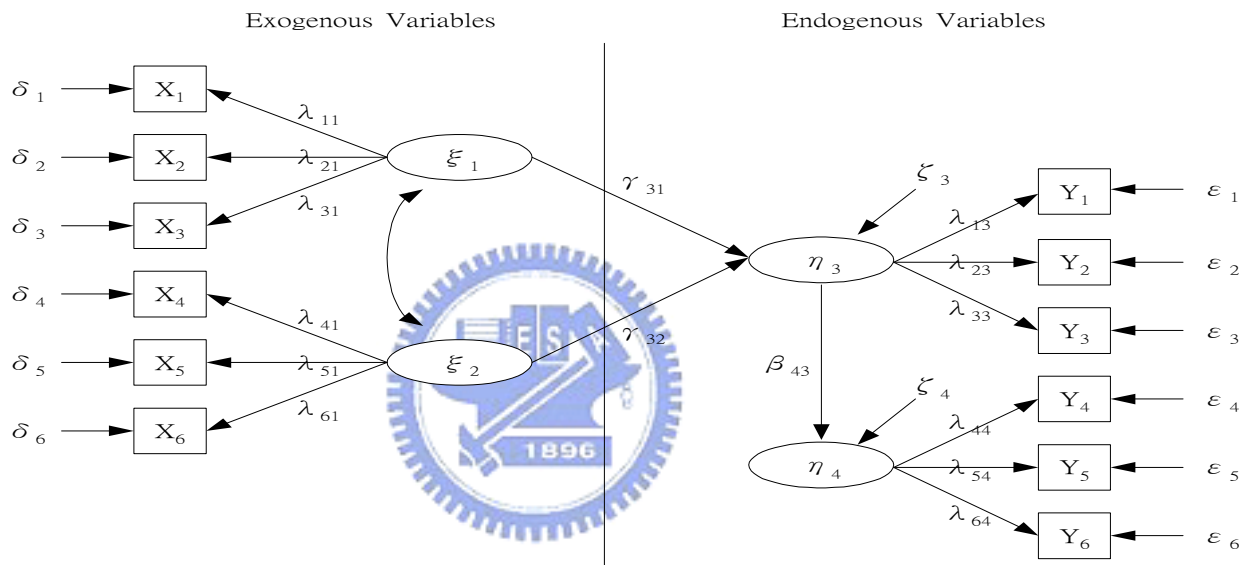 Exogenous Variables
Endogenous Variables
δ 1
X1
λ 11
δ 2
X2
λ 21
ξ 1
δ 3
X3
λ 31
δ 4
X4
λ 41
δ 5
X5
λ 51
ξ 2
δ 6
X6
λ 61
γ 31
γ 32
ζ 3
η 3
λ 13
Y1
ε 1
λ 23
Y2
ε 2
λ 33
Y3
ε 3
β 43
ζ 4
η 4
λ 44
Y4
ε 4
λ 54
Y5
ε 5
λ 64
Y6
ε 6
E S
1896